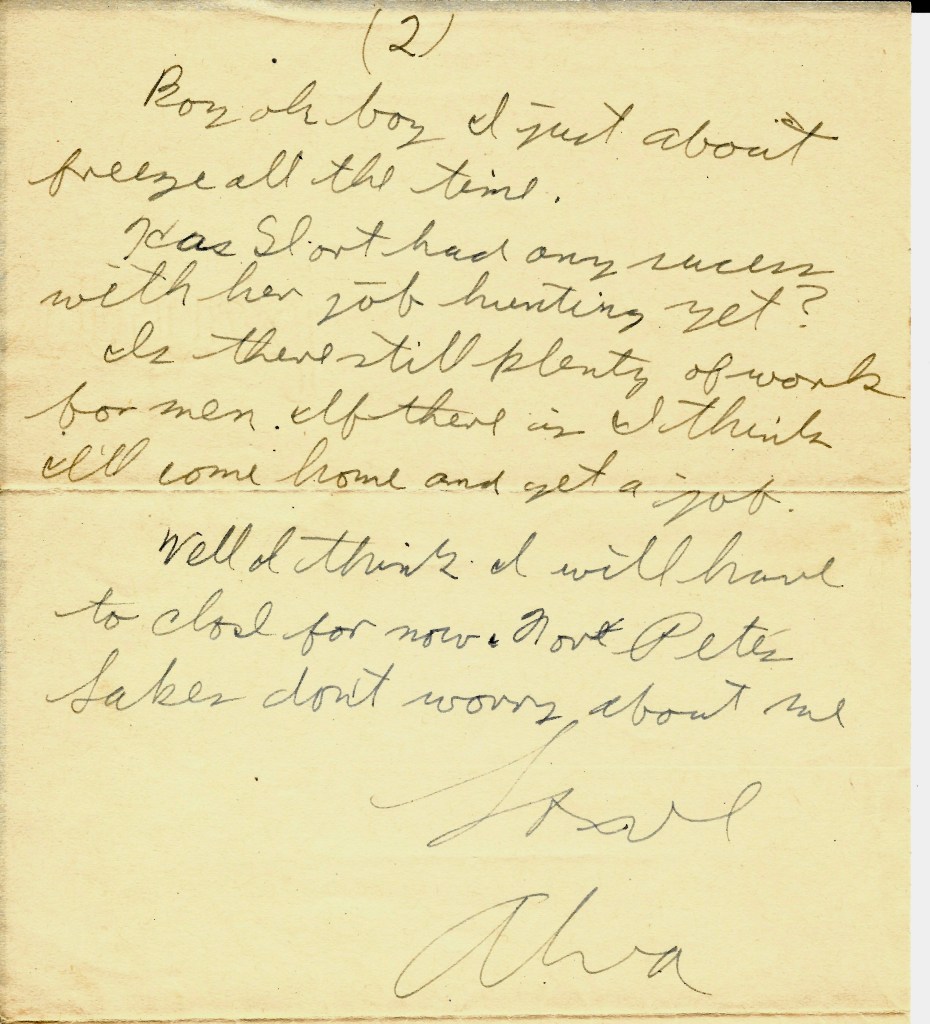 (2)
Boy oh boy I just about
freeze all the time.
Has Short had any sucess
with her job hunting yet?
Is there still plenty of work
for men. If there is I think
I'll come home and get a job.
Well I think I will have
to close for now. For Pete's
sakes don't worry about me
Love
Alva